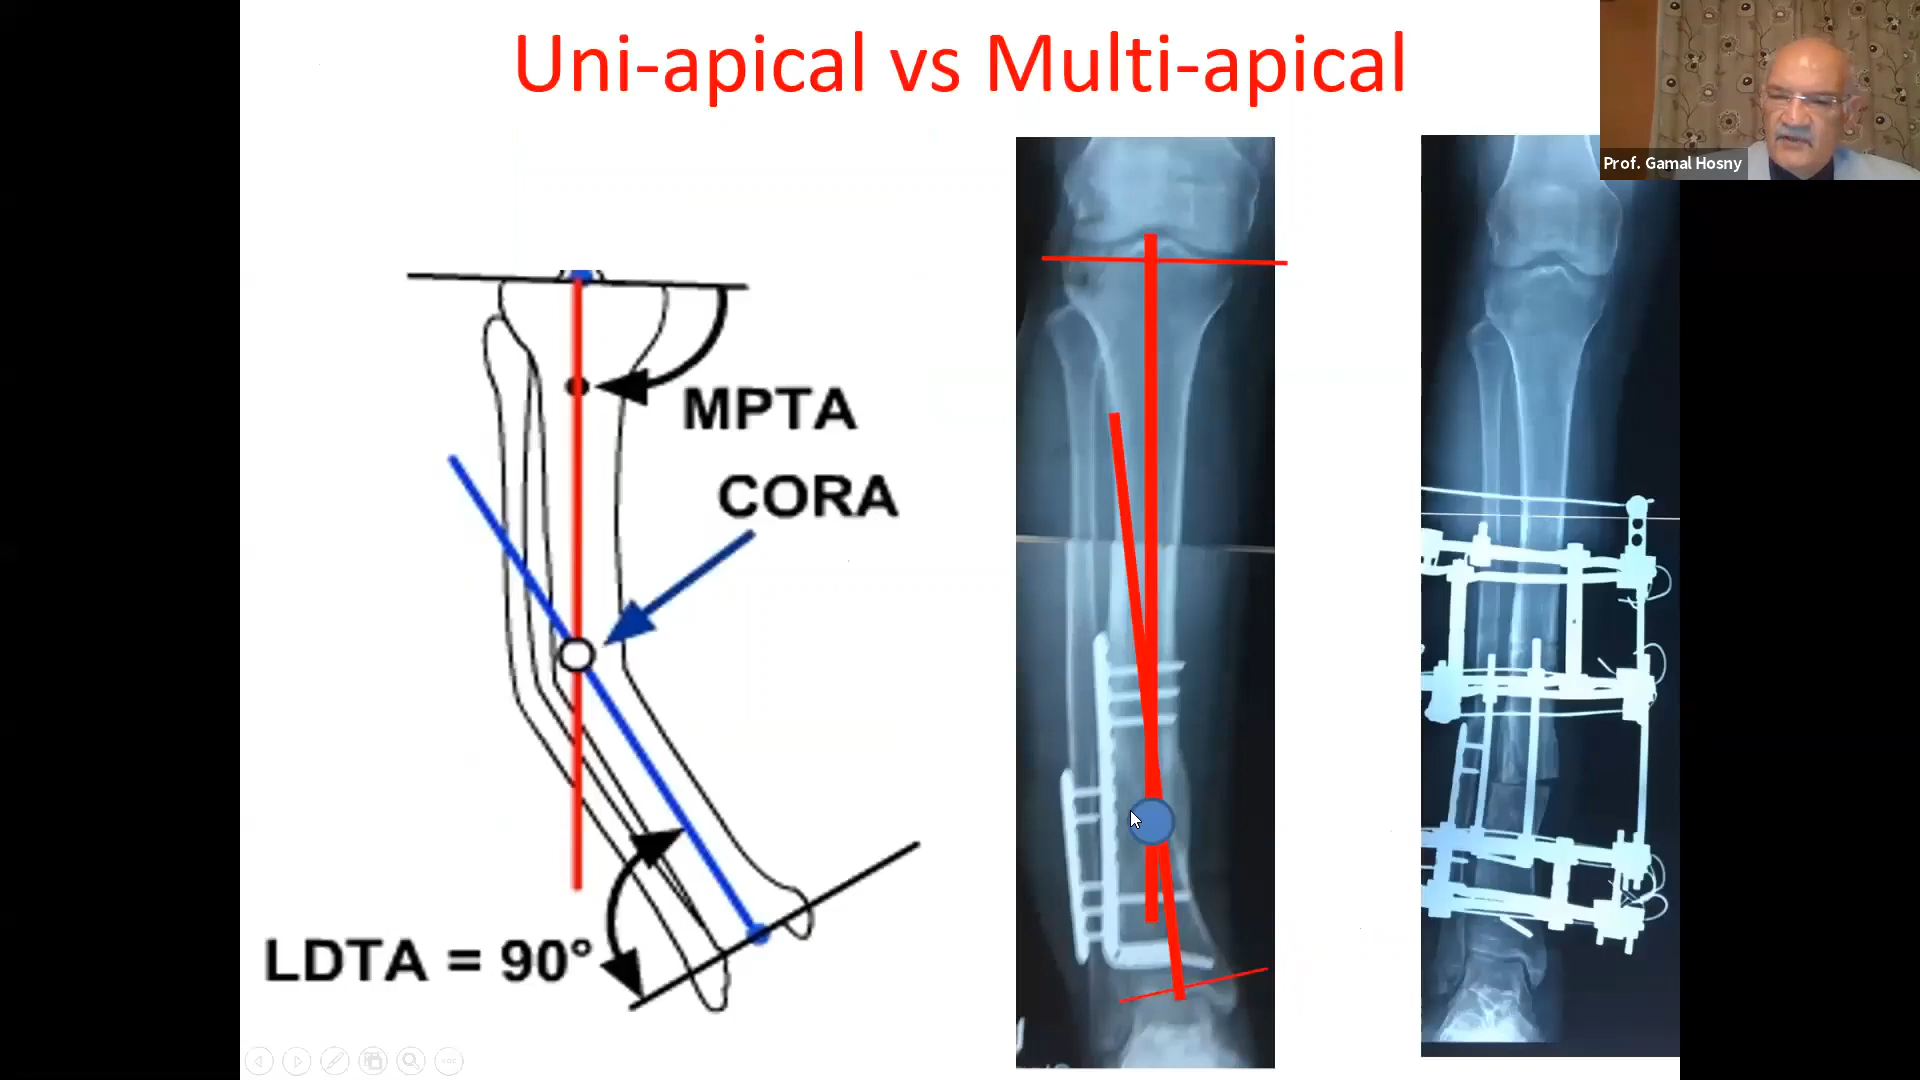 Uni-apical vs Multi-apical
Prof. Gamal Hosny
MPTA
CORA
LDTA = 90°